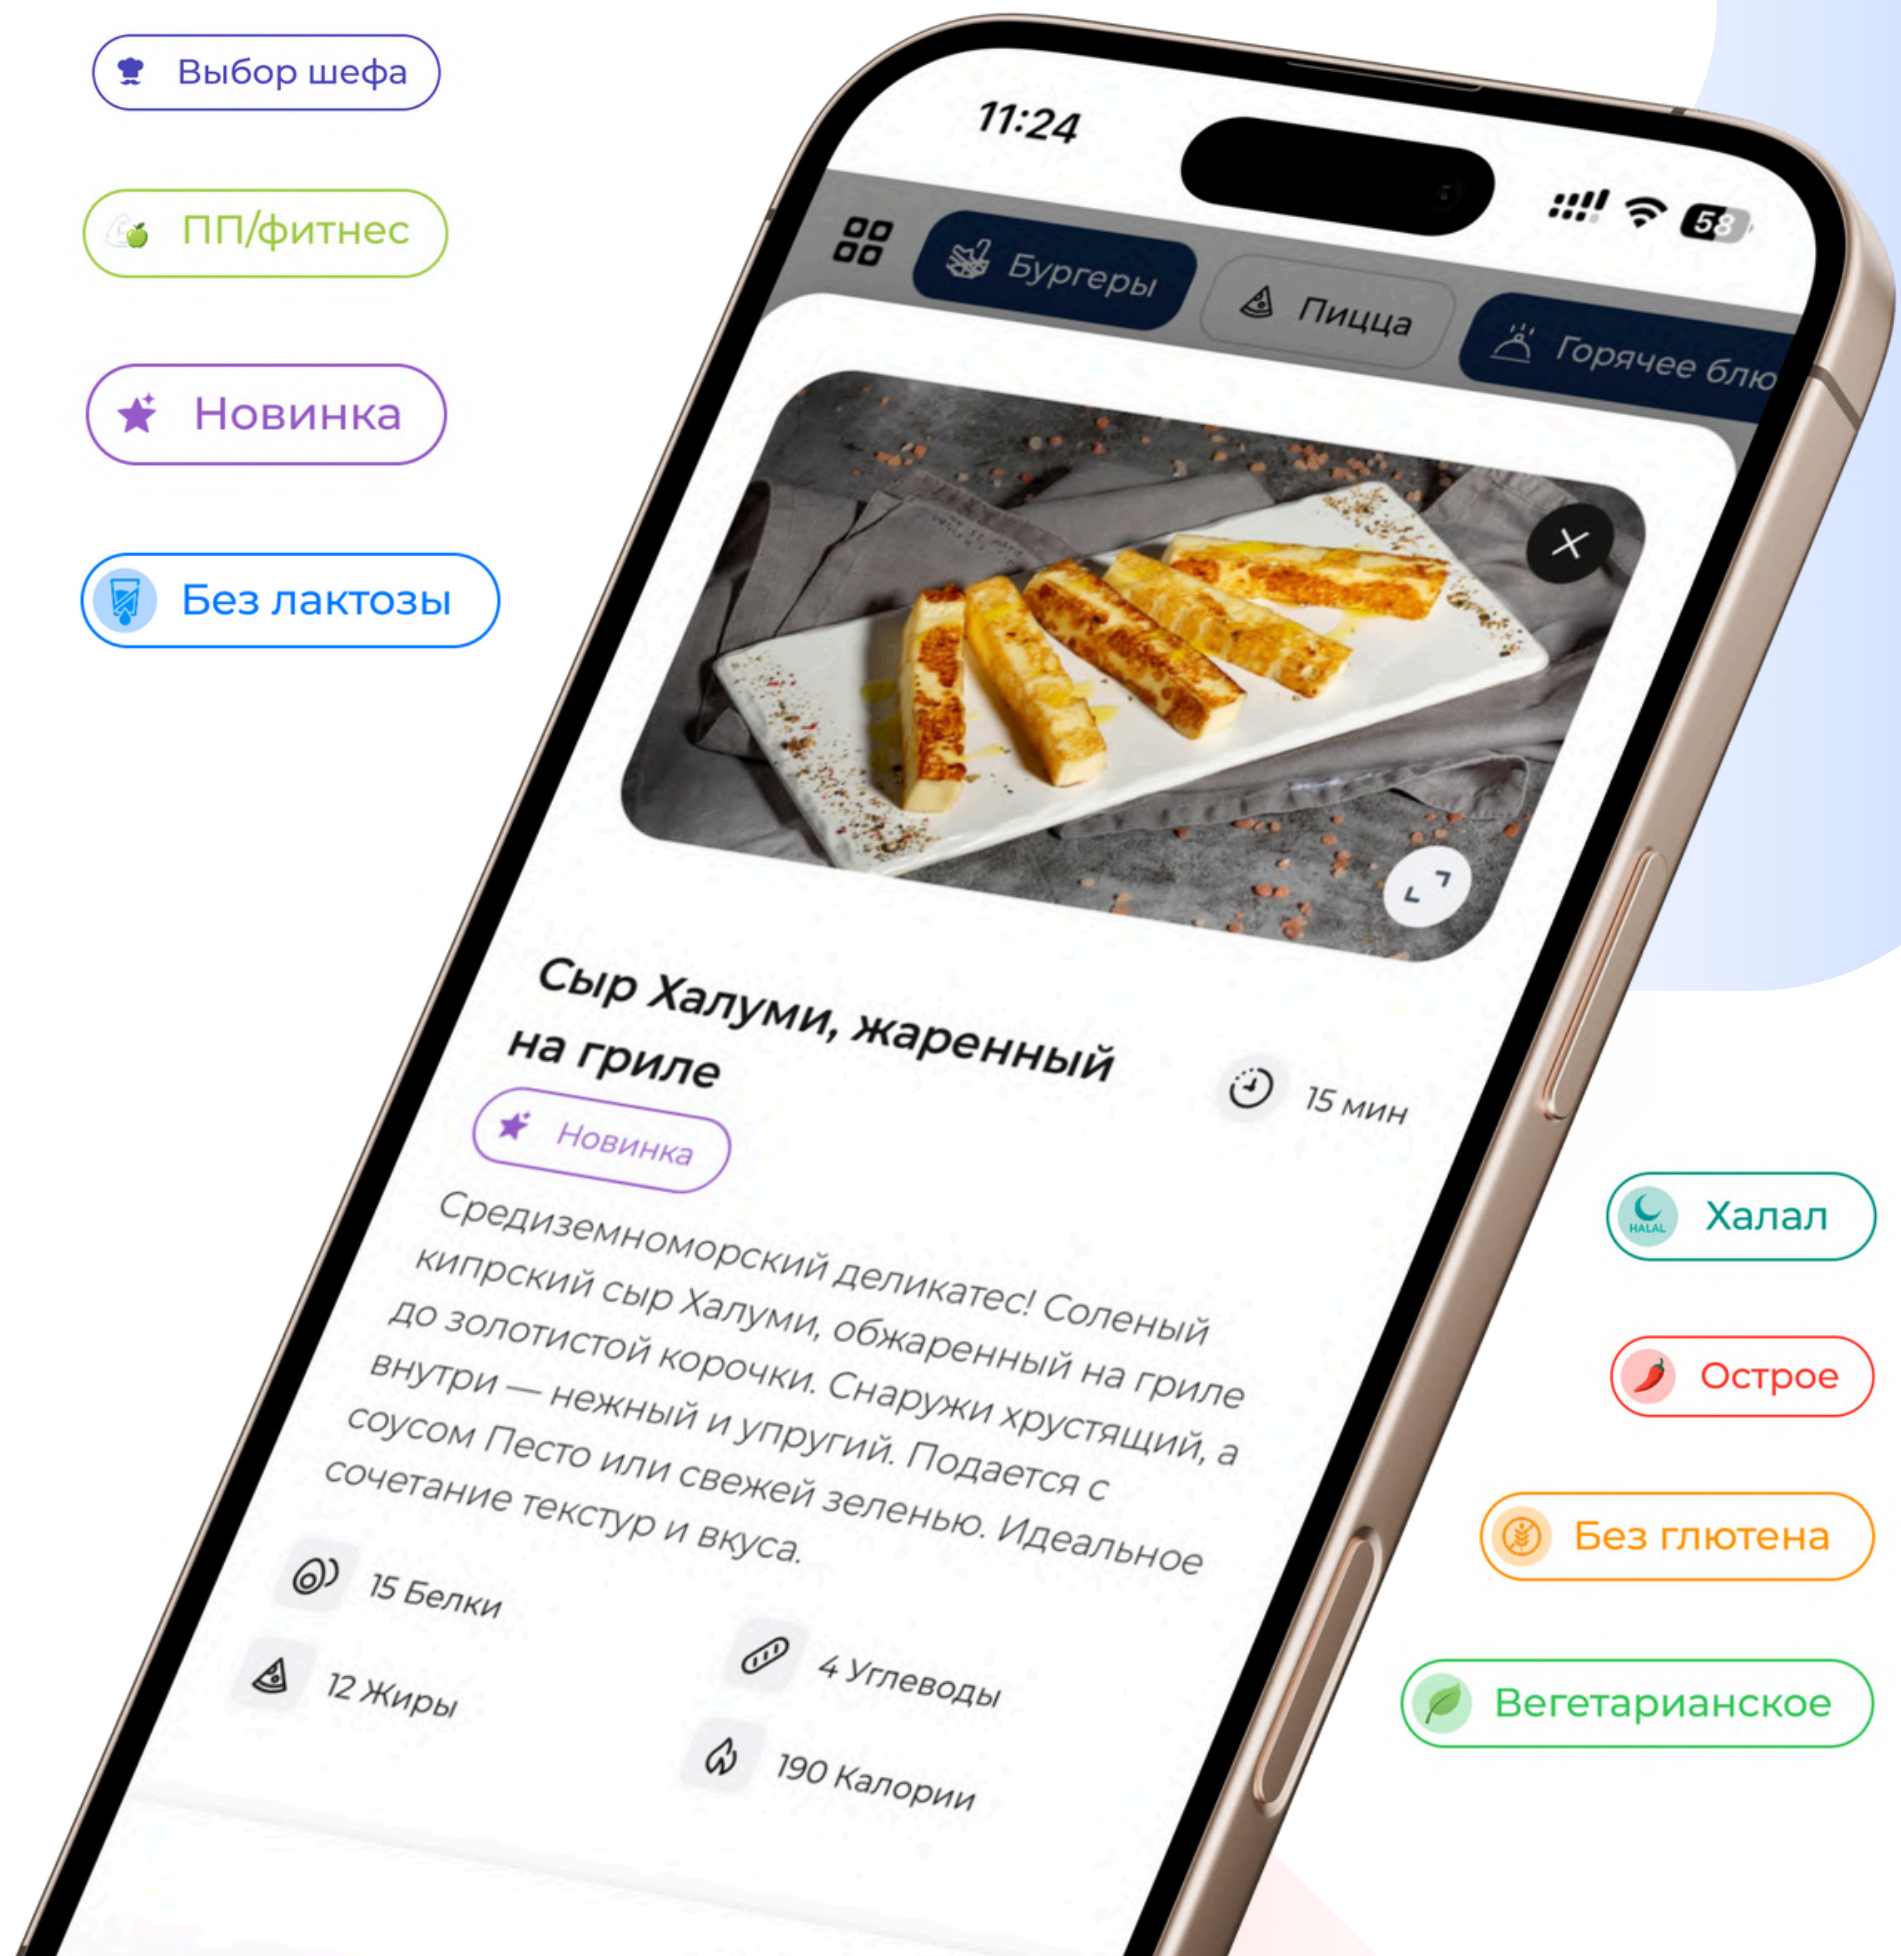 Выбор шефа
ПП/фитнес
Новинка
Без лактозы
11:24
58
Бургеры
Пицца
Горячее блю
Сыр Халуми, жаренный
на гриле
15 мин
Новинка
Средиземноморский деликатес! Соленый
кипрский сыр Халуми, обжаренный на гриле
до золотистой корочки. Снаружи хрустящий, а
внутри — нежный и упругий. Подается с
соусом Песто или свежей зеленью. Идеальное
сочетание текстур и вкуса.
15 Белки
4 Углеводы
12 Жиры
190 Калории
HALAL
Халал
Острое
Без глютена
Вегетарианское